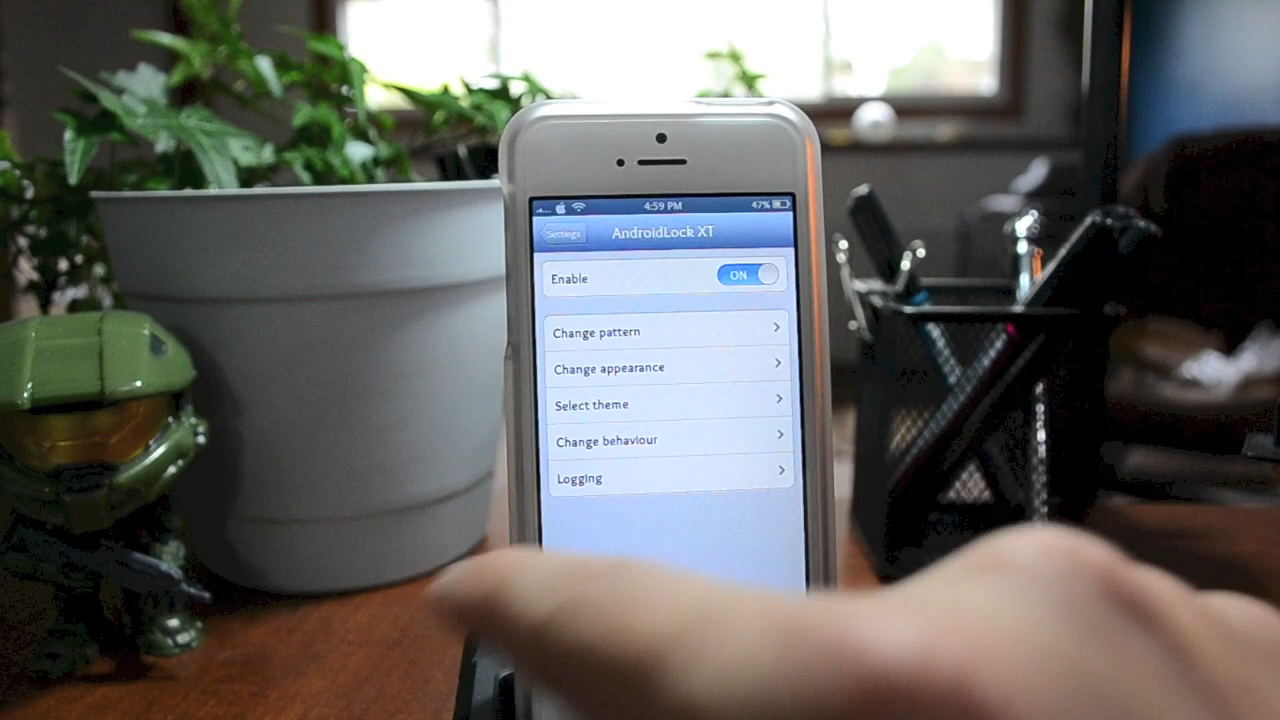 4:59 PM 47%
Settings AndroidLock XT
Enable ON
Change pattern
Change appearance
Select theme
Change behaviour
Logging